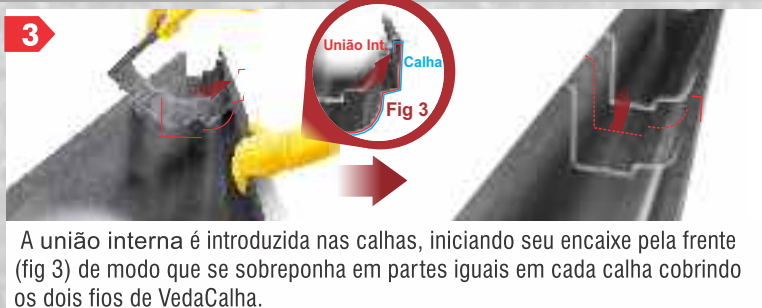 3
União Int.
Calha
Fig 3
A união interna é introduzida nas calhas, iniciando seu encaixe pela frente
(fig 3) de modo que se sobreponha em partes iguais em cada calha cobrindo
os dois fios de VedaCalha.